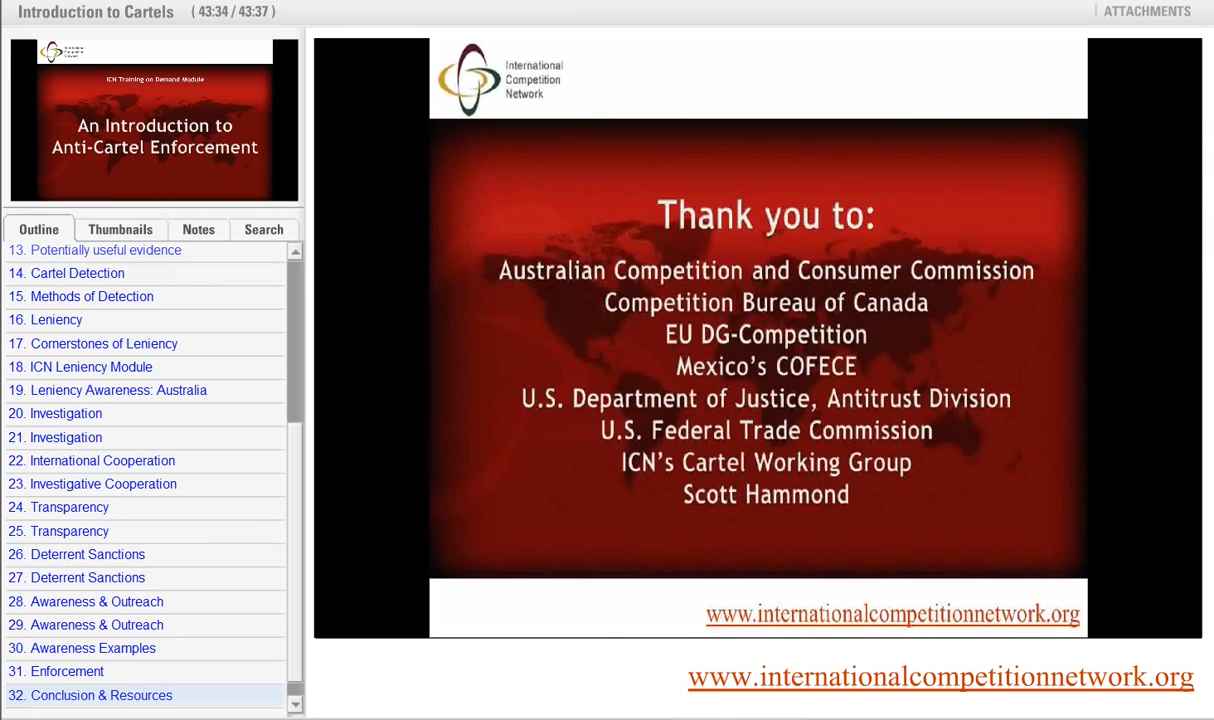 Introduction to Cartels ( 43:34 / 43:37 )
ATTACHMENTS
ICN Training on Demand Module
An Introduction to
Anti-Cartel Enforcement
Outline Thumbnails Notes Search
13. Potentially useful evidence
14. Cartel Detection
15. Methods of Detection
16. Leniency
17. Cornerstones of Leniency
18. ICN Leniency Module
19. Leniency Awareness: Australia
20. Investigation
21. Investigation
22. International Cooperation
23. Investigative Cooperation
24. Transparency
25. Transparency
26. Deterrent Sanctions
27. Deterrent Sanctions
28. Awareness & Outreach
29. Awareness & Outreach
30. Awareness Examples
31. Enforcement
32. Conclusion & Resources
International
Competition
Network
Thank you to:
Australian Competition and Consumer Commission
Competition Bureau of Canada
EU DG-Competition
Mexico's COFECE
U.S. Department of Justice, Antitrust Division
U.S. Federal Trade Commission
ICN's Cartel Working Group
Scott Hammond
www.internationalcompetitionnetwork.org
www.internationalcompetitionnetwork.org